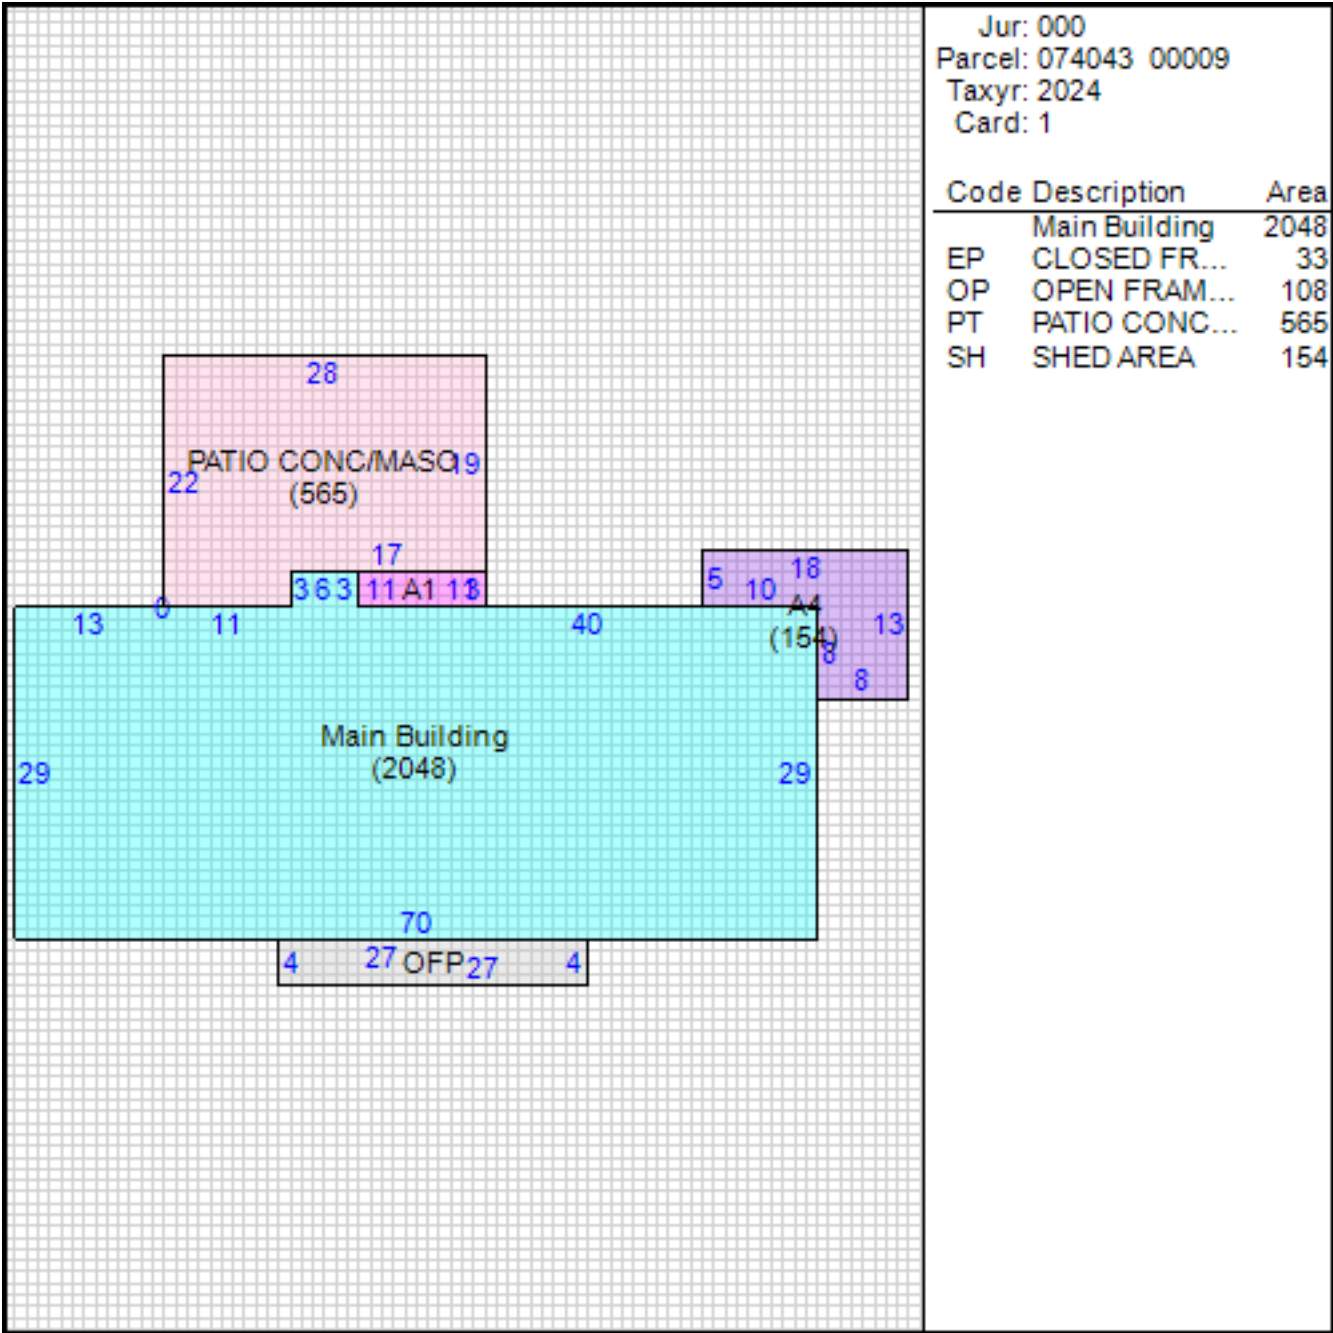 Jur: 000
Parcel: 074043 00009
Taxyr: 2024
Card: 1
Code Description Area
Main Building 2048
EP CLOSED FR... 33
OP OPEN FRAM... 108
PT PATIO CONC... 565
SH SHED AREA 154
28
PATIO CONC/MASO
19
22
(565)
17
3 6 3 11 A1 11 3
5 10 18
A4
(154)
13
8
8
0
13 11 40
Main Building
(2048)
29 29
70
4 27 OFP 27 4